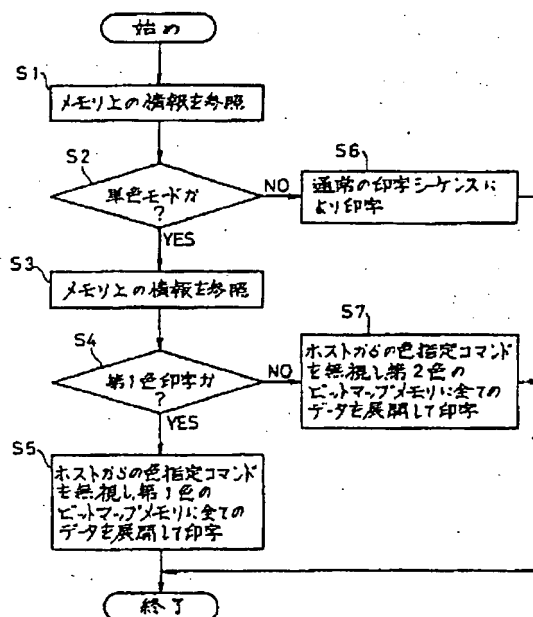 始め
S1
メモリ上の情報を参照
S2
単色モードか
?
NO
YES
S6
通常の印字シーケンスに
より印字
S3
メモリ上の情報を参照
S4
第1色印字か
?
NO
YES
S7
ホストからの色指定コマンド
を無視し第2色の
ビットマップメモリに全ての
データを展開して印字
S5
ホストからの色指定コマンド
を無視し第1色の
ビットマップメモリに全ての
データを展開して印字
終了